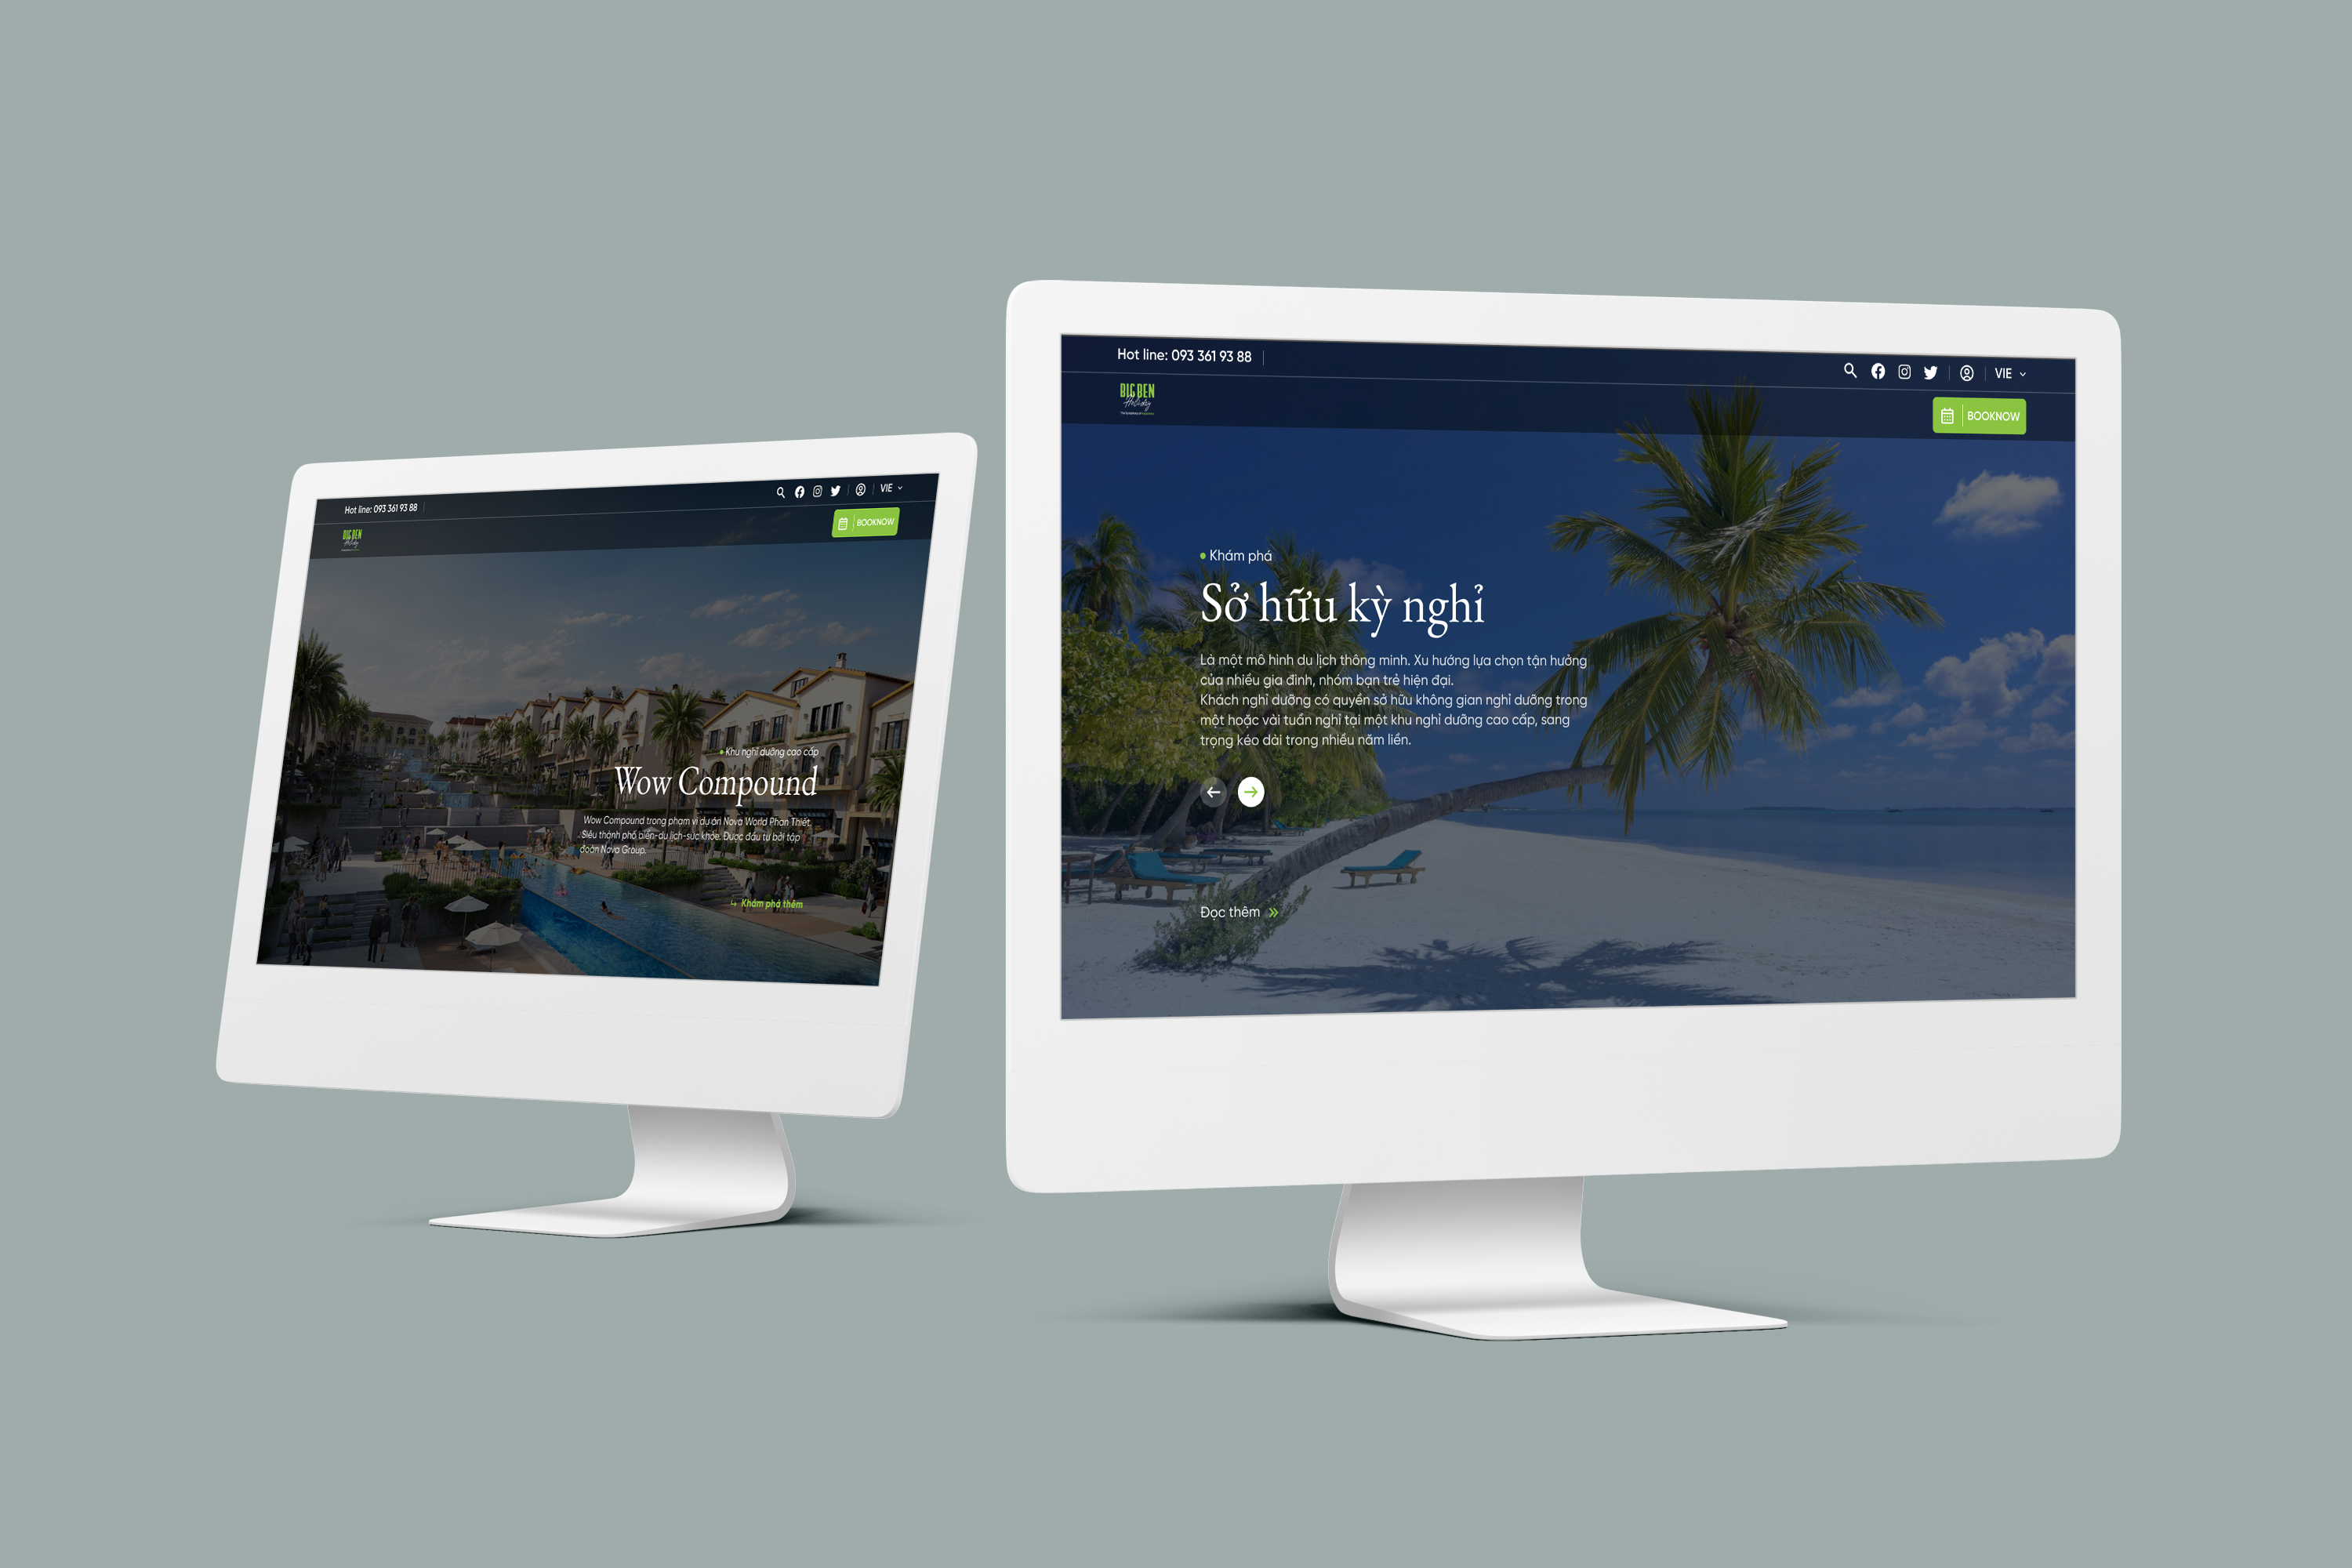 Hot line: 093 361 93 88
VIE
BIG BEN
Holiday
BOOKNOW
Khu nghỉ dưỡng cao cấp
Wow Compound
Wow Compound trong phạm vi dự án Nova World Phan Thiết.
Siêu thành phố biển-du lịch-sức khỏe. Được đầu tư bởi tập
đoàn Nova Group.
Khám phá thêm
Hot line: 093 361 93 88
VIE
BIG BEN
Holiday
BOOKNOW
Khám phá
Sở hữu kỳ nghỉ
Là một mô hình du lịch thông minh. Xu hướng lựa chọn tận hưởng
của nhiều gia đình, nhóm bạn trẻ hiện đại.
Khách nghỉ dưỡng có quyền sở hữu không gian nghỉ dưỡng trong
một hoặc vài tuần nghỉ tại một khu nghỉ dưỡng cao cấp, sang
trọng kéo dài trong nhiều năm liền.
Đọc thêm